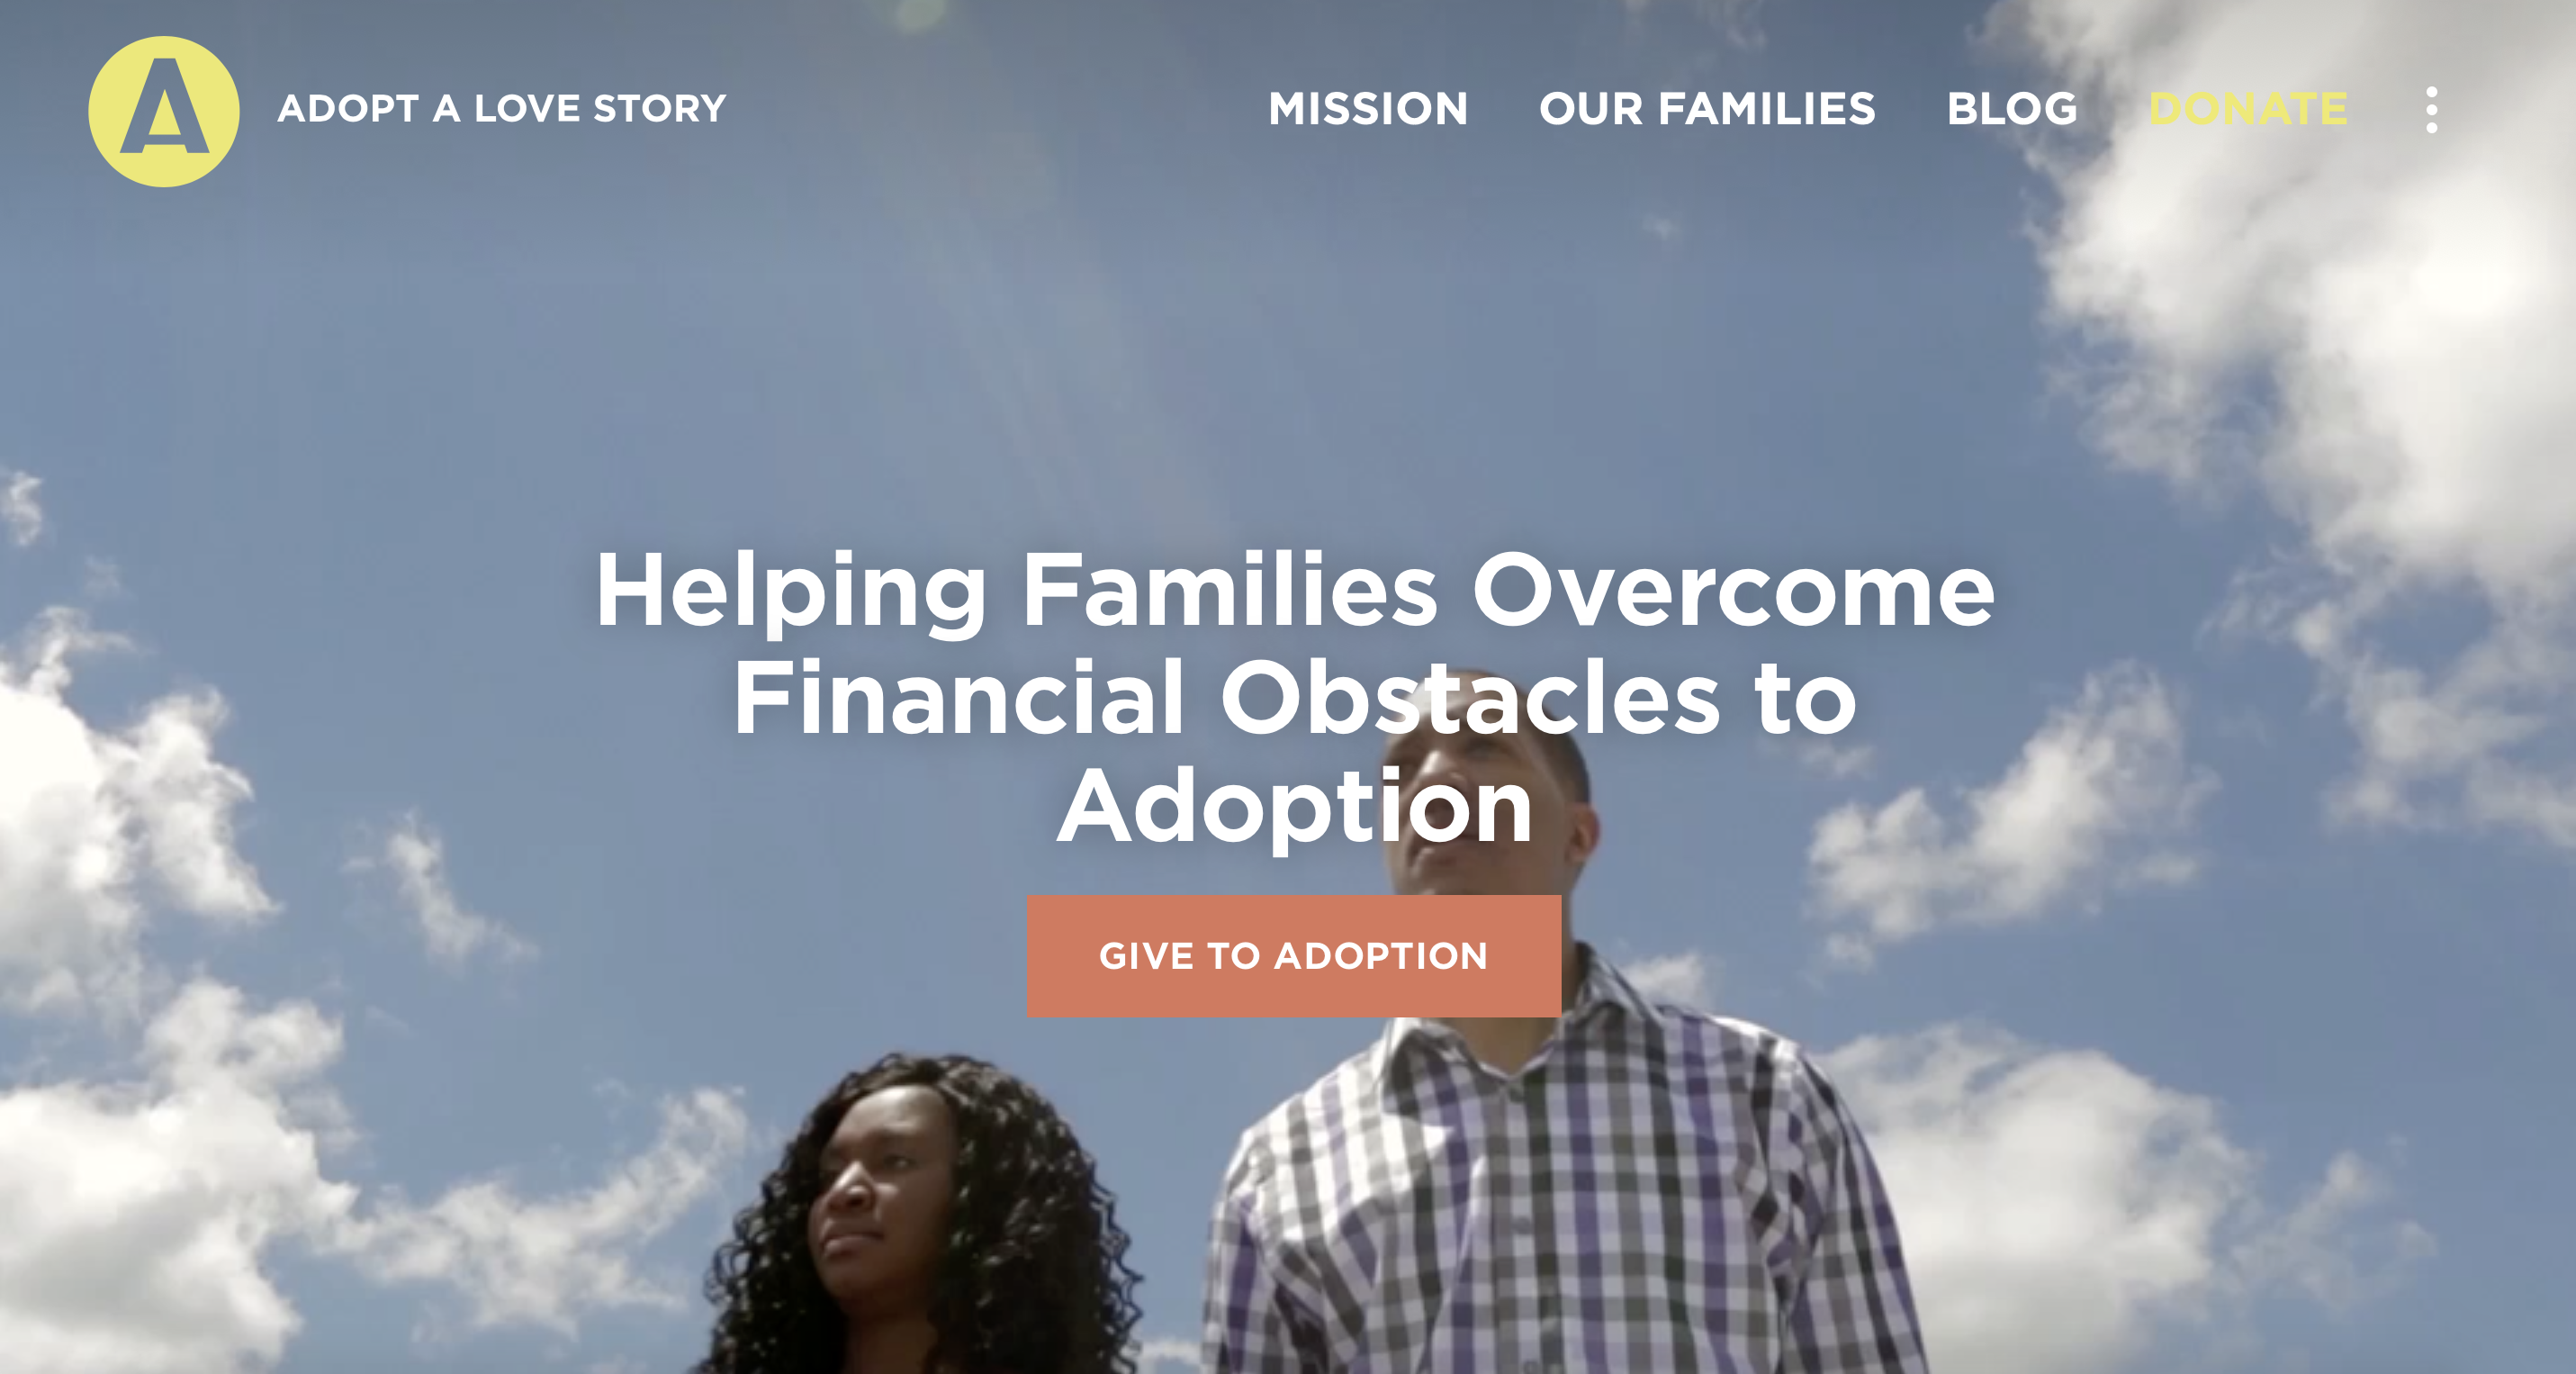 A
ADOPT A LOVE STORY
MISSION
OUR FAMILIES
BLOG
DONATE
Helping Families Overcome
Financial Obstacles to
Adoption
GIVE TO ADOPTION